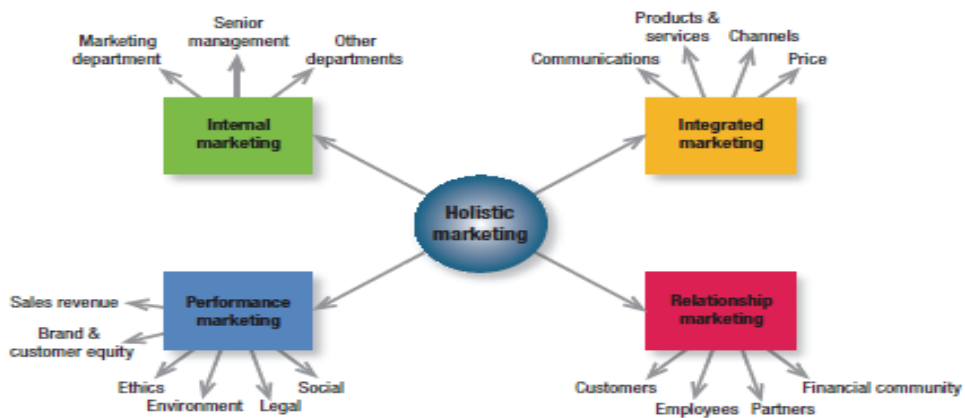 Senior
management
Marketing
department
Other
departments
Internal
marketing
Products &
services
Channels
Communications
Price
Integrated
marketing
Holistic
marketing
Sales revenue
Brand &
customer equity
Performance
marketing
Ethics
Environment
Legal
Social
Relationship
marketing
Customers
Employees
Partners
Financial community